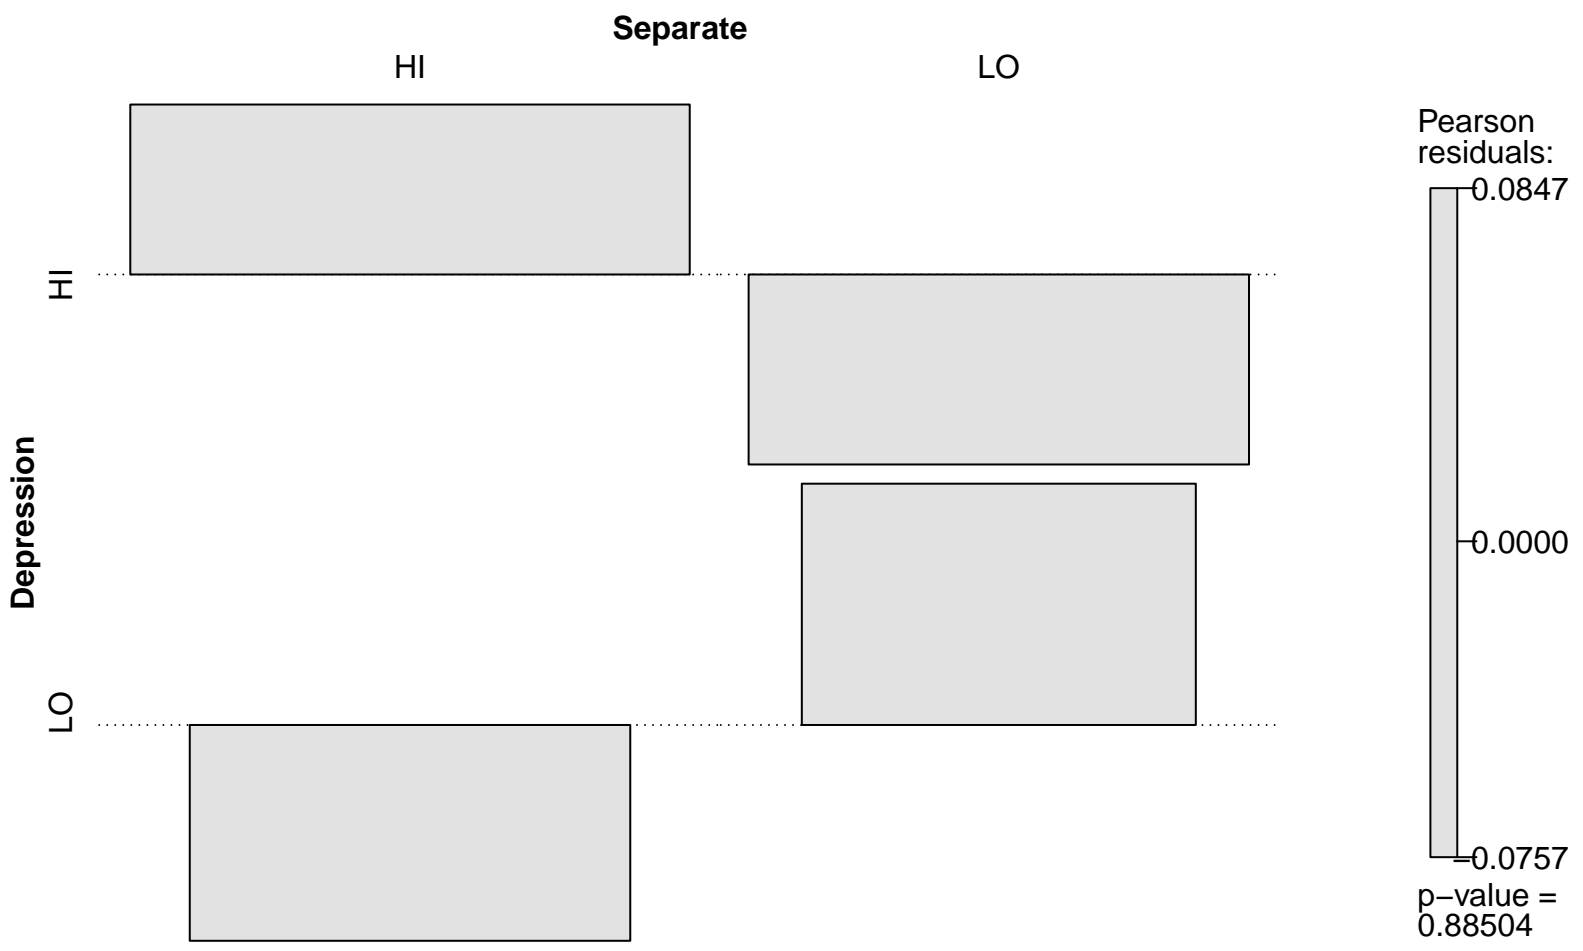 Separate
HI
LO
HI
Depression
LO
Pearson
residuals:
0.0847
0.0000
−0.0757
p−value =
0.88504